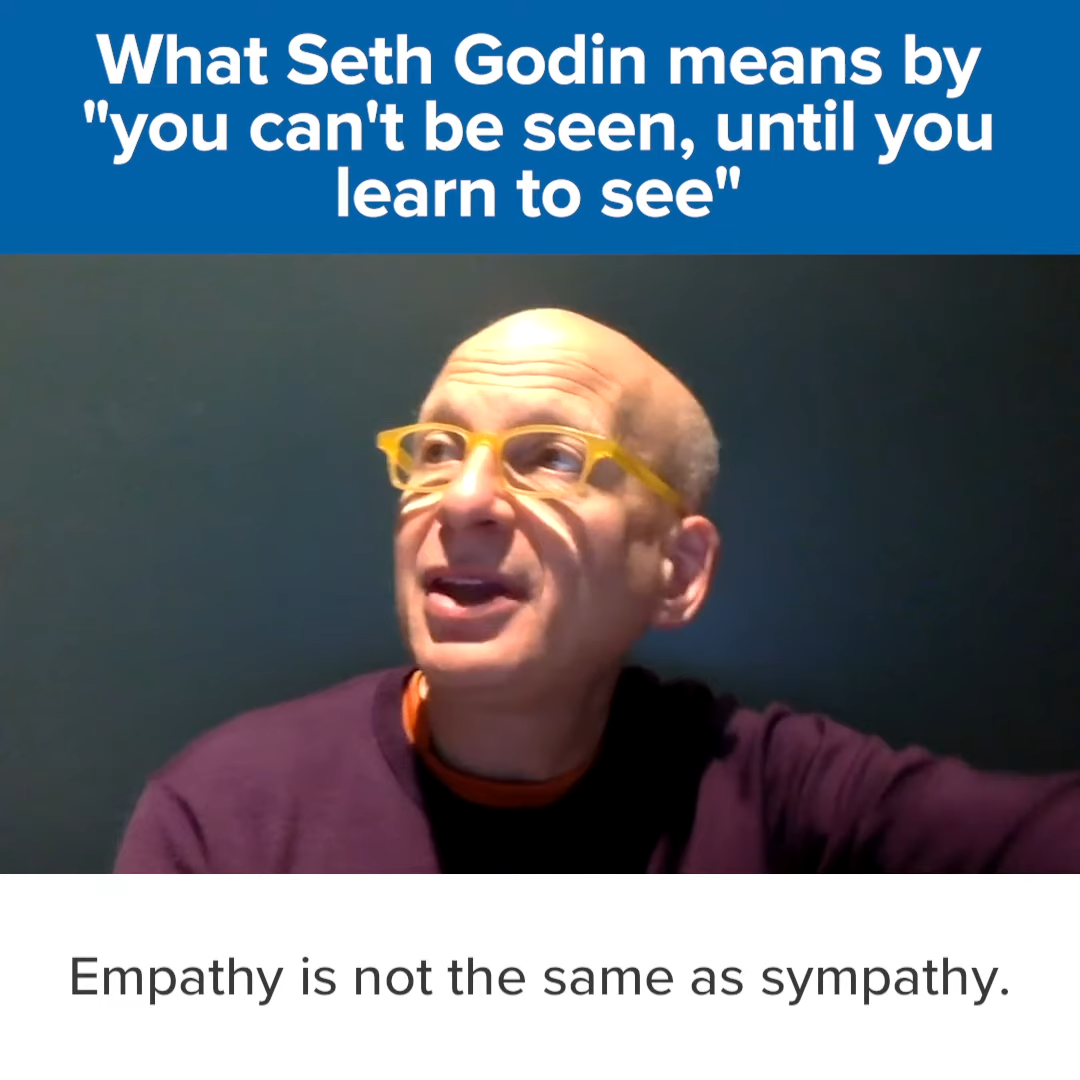 What Seth Godin means by
"you can't be seen, until you
learn to see"
Empathy is not the same as sympathy.